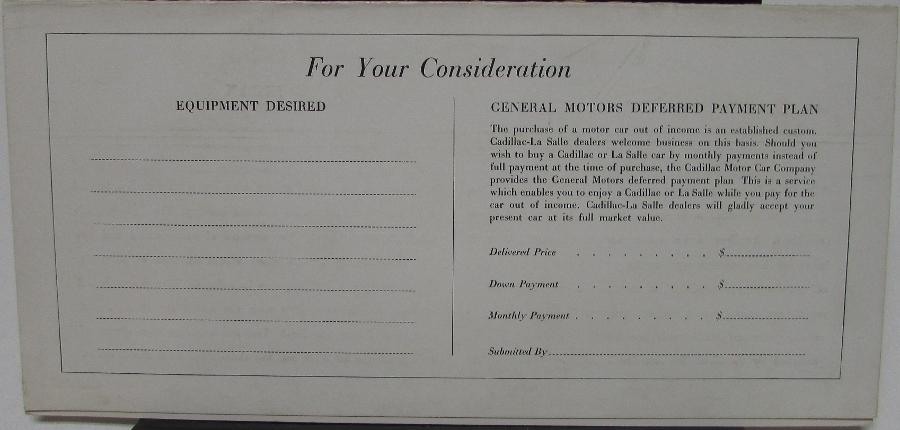 For Your Consideration
EQUIPMENT DESIRED
GENERAL MOTORS DEFERRED PAYMENT PLAN
The purchase of a motor car out of income is an established custom.
Cadillac-La Salle dealers welcome business on this basis. Should you
wish to buy a Cadillac or La Salle car by monthly payments instead of
full payment at the time of purchase, the Cadillac Motor Car Company
provides the General Motors deferred payment plan This is a service
which enables you to enjoy a Cadillac or La Salle while you pay for the
car out of income. Cadillac-La Salle dealers will gladly accept your
present car at its full market value.
Delivered Price . . . . . . . . . $
Down Payment . . . . . . . . . $
Monthly Payment . . . . . . . . . $
Submitted By